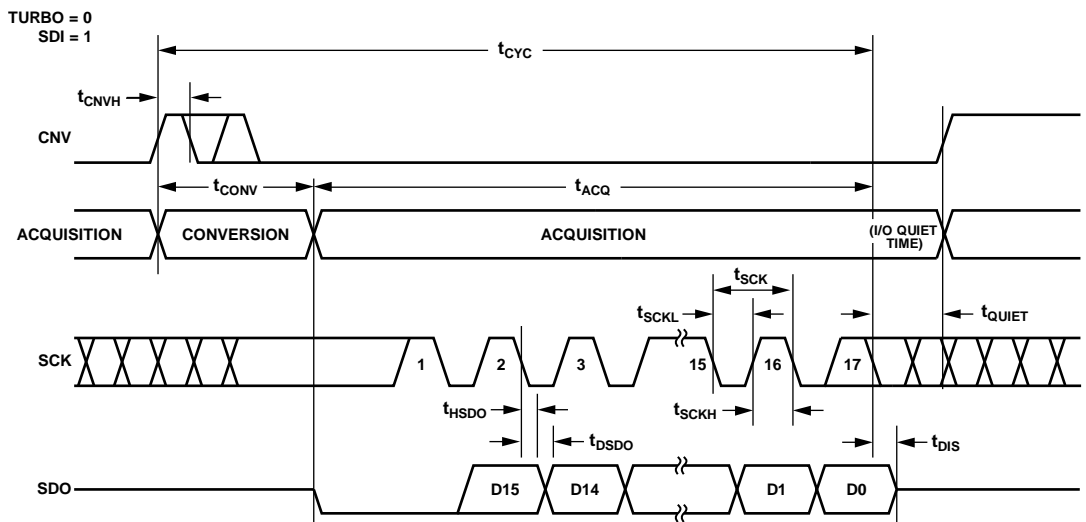 TURBO = 0
SDI = 1
tCYC
tCNVH
CNV
tCONV
tACQ
ACQUISITION
CONVERSION
ACQUISITION
(I/O QUIET
TIME)
tSCK
tSCKL
tQUIET
SCK
1
2
3
15
16
17
tHSDO
tSCKH
tDSDO
tDIS
SDO
D15
D14
D1
D0